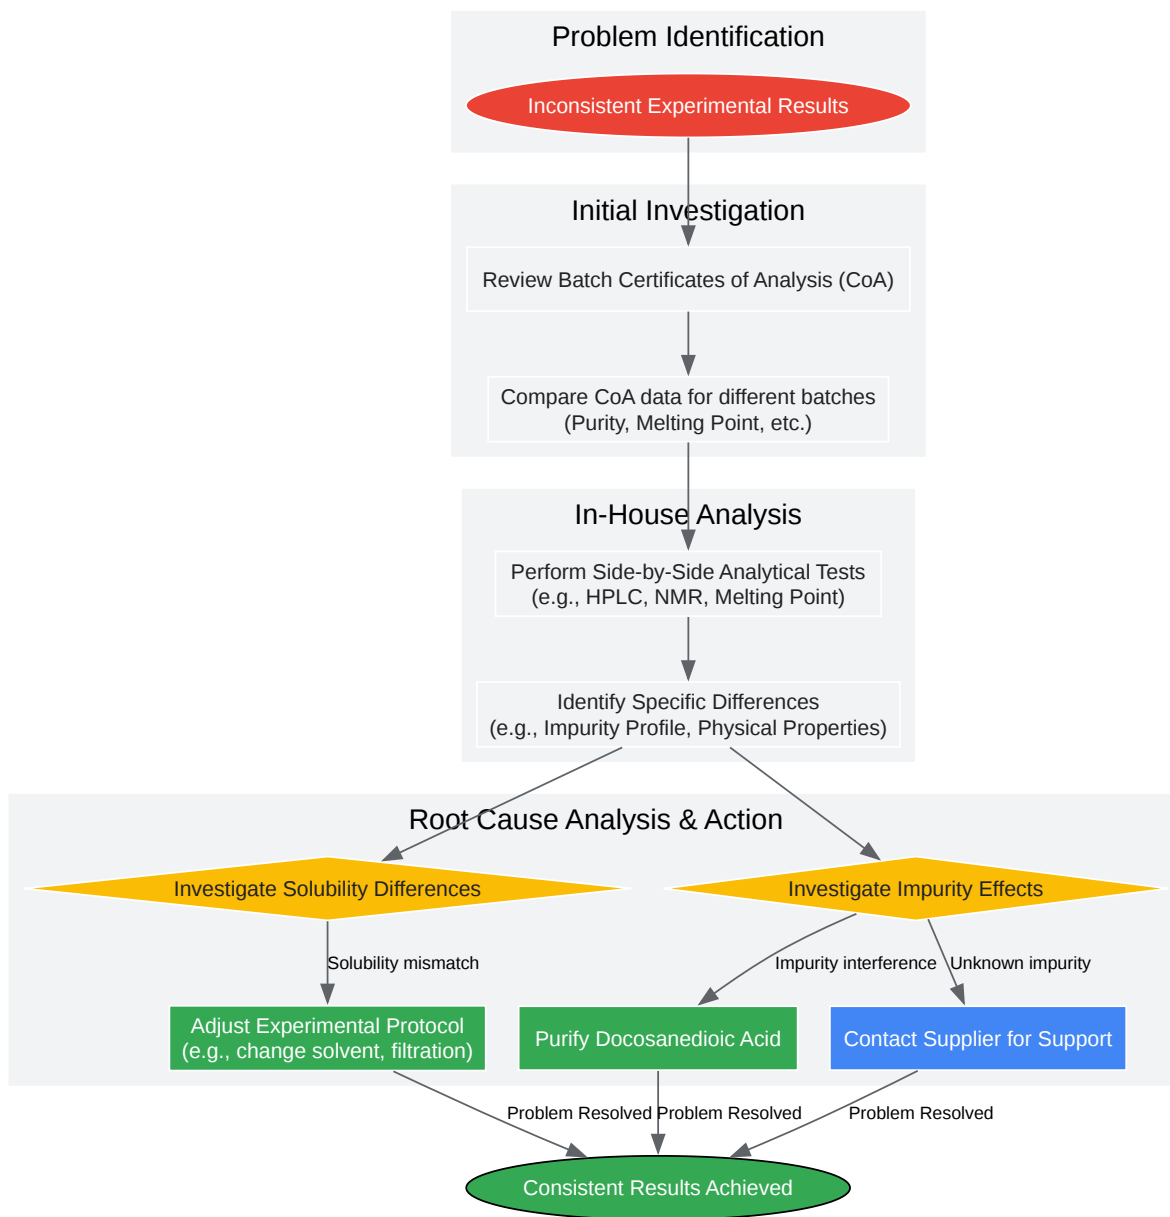 Problem Identification
Inconsistent Experimental Results
Initial Investigation
Review Batch Certificates of Analysis (CoA)
Compare CoA data for different batches
(Purity, Melting Point, etc.)
In-House Analysis
Perform Side-by-Side Analytical Tests
(e.g., HPLC, NMR, Melting Point)
Identify Specific Differences
(e.g., Impurity Profile, Physical Properties)
Root Cause Analysis & Action
Investigate Solubility Differences
Investigate Impurity Effects
Solubility mismatch
Impurity interference
Unknown impurity
Adjust Experimental Protocol
(e.g., change solvent, filtration)
Purify Docosanedioic Acid
Contact Supplier for Support
Problem Resolved
Problem Resolved
Problem Resolved
Consistent Results Achieved